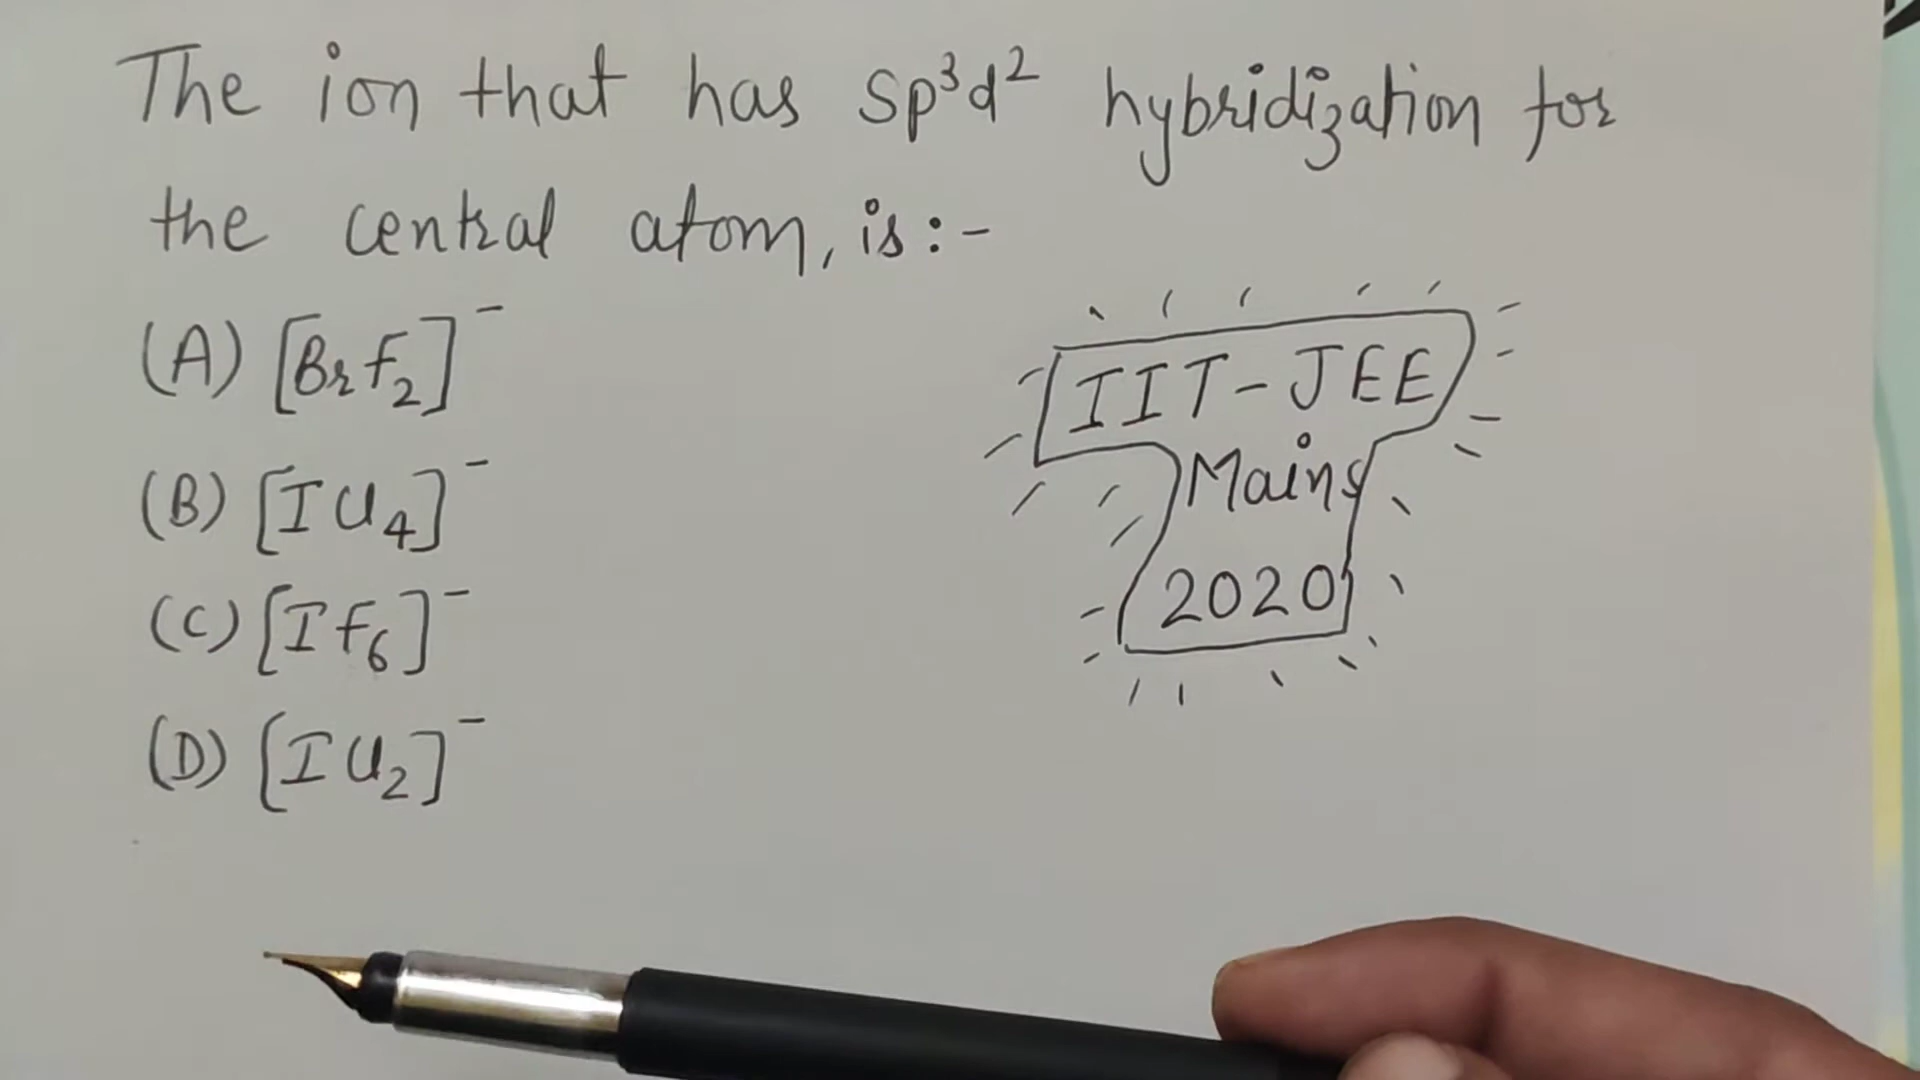 The ion that has sp³d² hybridization for
the central atom, is :-
(A) [BrF₂]⁻
(B) [ICl₄]⁻
(C) [IF₆]⁻
(D) [ICl₂]⁻
IIT-JEE
Mains
2020